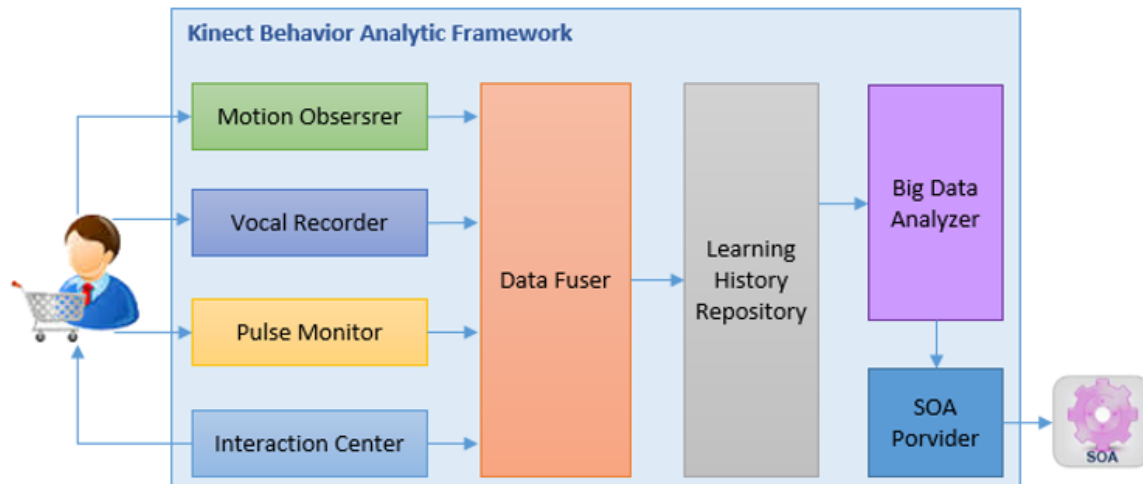 Kinect Behavior Analytic Framework
Motion Obsersrer
Vocal Recorder
Pulse Monitor
Interaction Center
Data Fuser
Learning
History
Repository
Big Data
Analyzer
SOA
Porvider
SOA